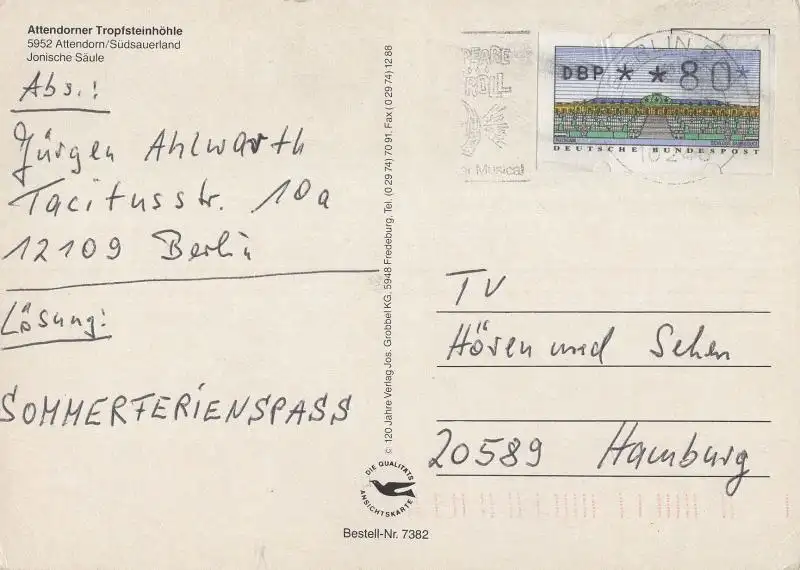 Attendorner Tropfsteinhöhle
5952 Attendorn/Südsauerland
Jonische Säule
Abs.:
Jürgen Ahlwarth
Tacitusstr. 10a
12109 Berlin
Lösung:
SOMMERFERIENSPASS
© 120 Jahre Verlag Jos. Grobbel KG, 5948 Fredeburg, Tel. (0 29 74) 70 91, Fax (0 29 74) 12 88
DIE QUALITÄTS
ANSICHTSKARTE
Bestell-Nr. 7382
ROLL
Musical
BERLIN
DBP * * 80 *
DEUTSCHE BUNDESPOST
TV
Hören und Sehen
20589 Hamburg